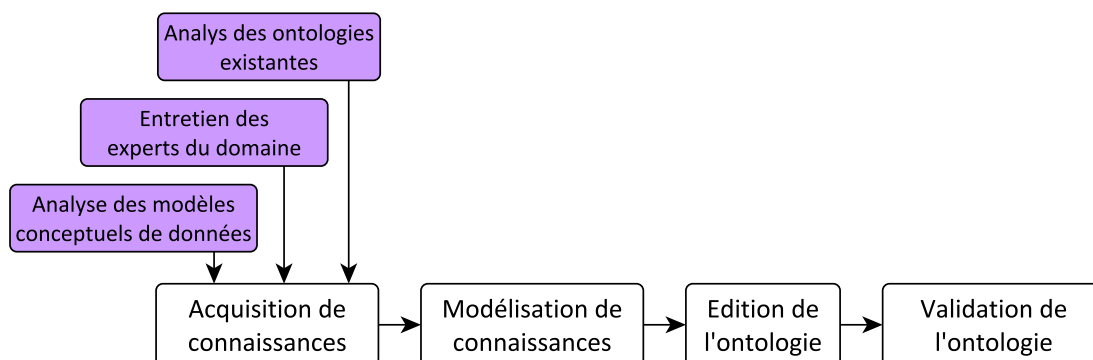 Analys des ontologies
existantes
Entretien des
experts du domaine
Analyse des modèles
conceptuels de données
Acquisition de
connaissances
Modélisation de
connaissances
Edition de
l'ontologie
Validation de
l'ontologie